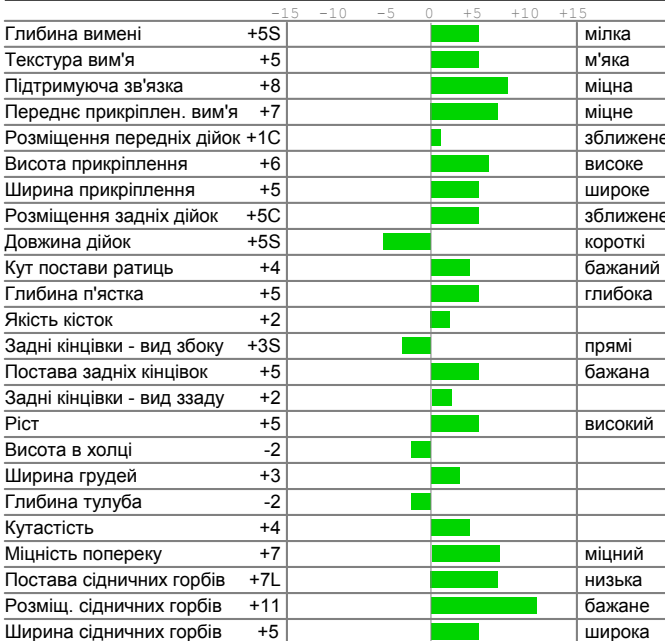 -15 -10 -5 0 +5 +10 +15
Глибина вимені +5S мілка
Текстура вим'я +5 м'яка
Підтримуюча зв'язка +8 міцна
Переднє прикріплен. вим'я +7 міцне
Розміщення передніх дійок +1C зближене
Висота прикріплення +6 високе
Ширина прикріплення +5 широке
Розміщення задніх дійок +5C зближене
Довжина дійок +5S короткі
Кут постави ратиць +4 бажаний
Глибина п'ястка +5 глибока
Якість кісток +2
Задні кінцівки - вид збоку +3S прямі
Постава задніх кінцівок +5 бажана
Задні кінцівки - вид ззаду +2
Ріст +5 високий
Висота в холці -2
Ширина грудей +3
Глибина тулуба -2
Кутастість +4
Міцність попереку +7 міцний
Постава сідничних горбів +7L низька
Розміщ. сідничних горбів +11 бажане
Ширина сідничних горбів +5 широка